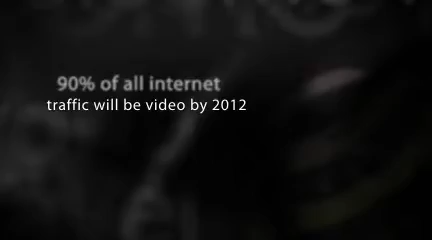 90% of all internet
traffic will be video by 2012